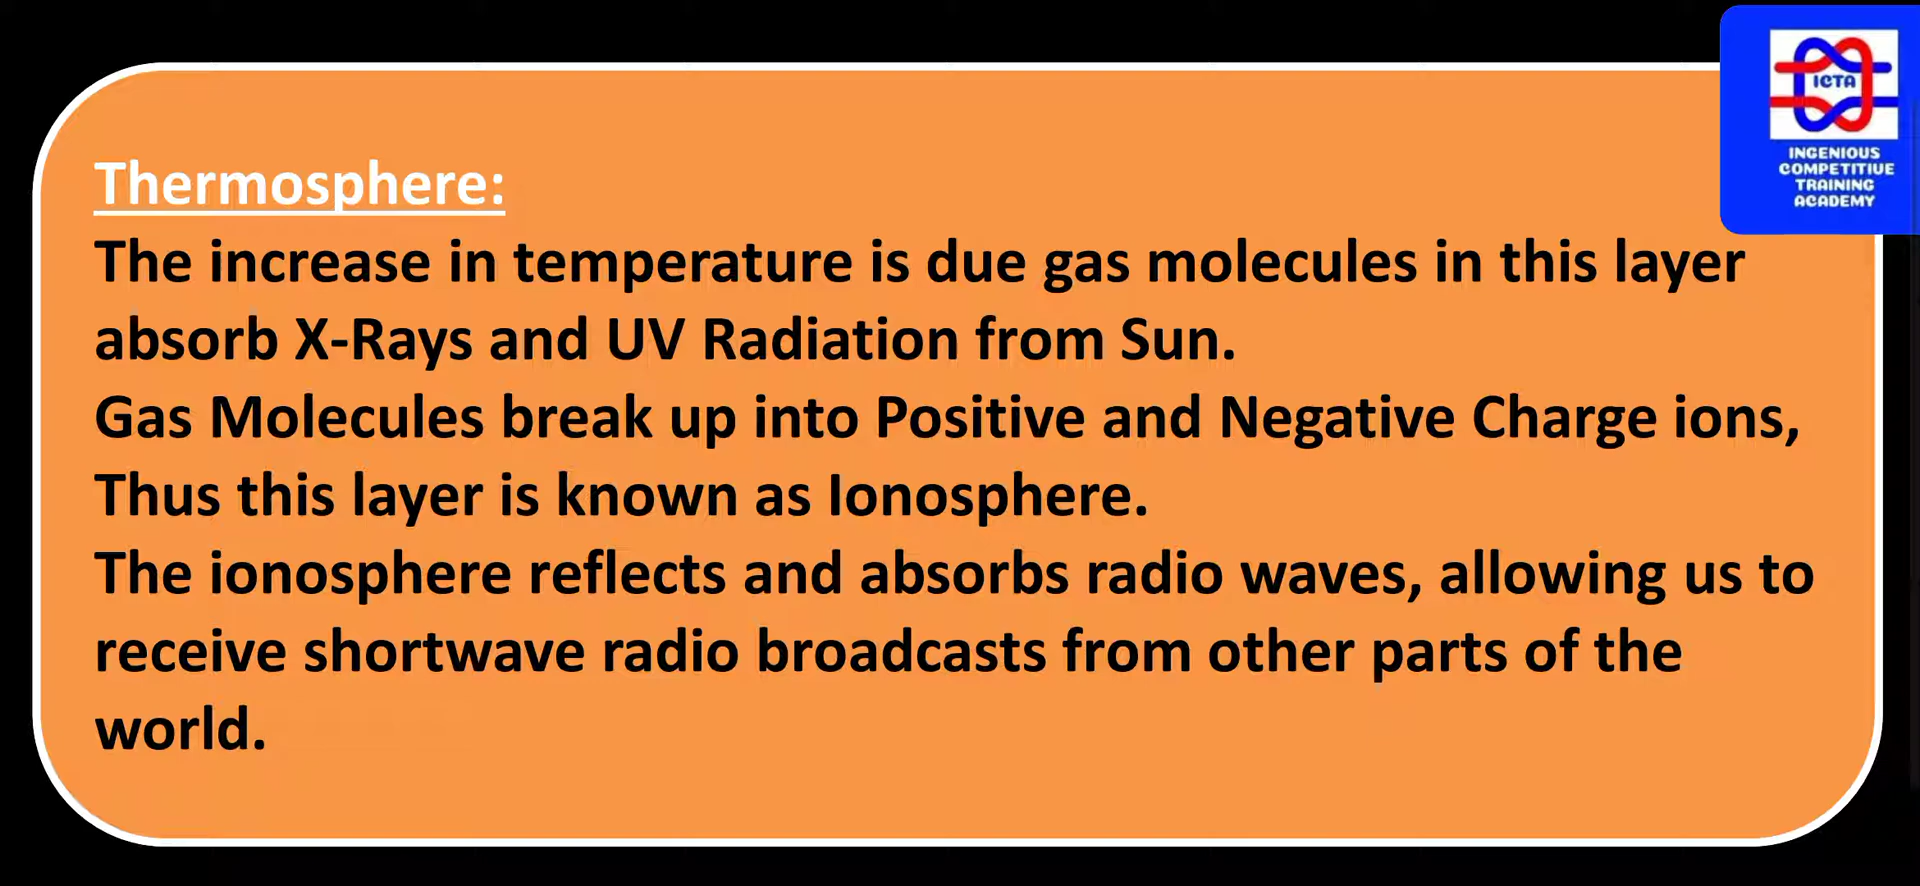 Thermosphere:
The increase in temperature is due gas molecules in this layer
absorb X-Rays and UV Radiation from Sun.
Gas Molecules break up into Positive and Negative Charge ions,
Thus this layer is known as Ionosphere.
The ionosphere reflects and absorbs radio waves, allowing us to
receive shortwave radio broadcasts from other parts of the
world.
ICTA
INGENIOUS
COMPETITIVE
TRAINING
ACADEMY